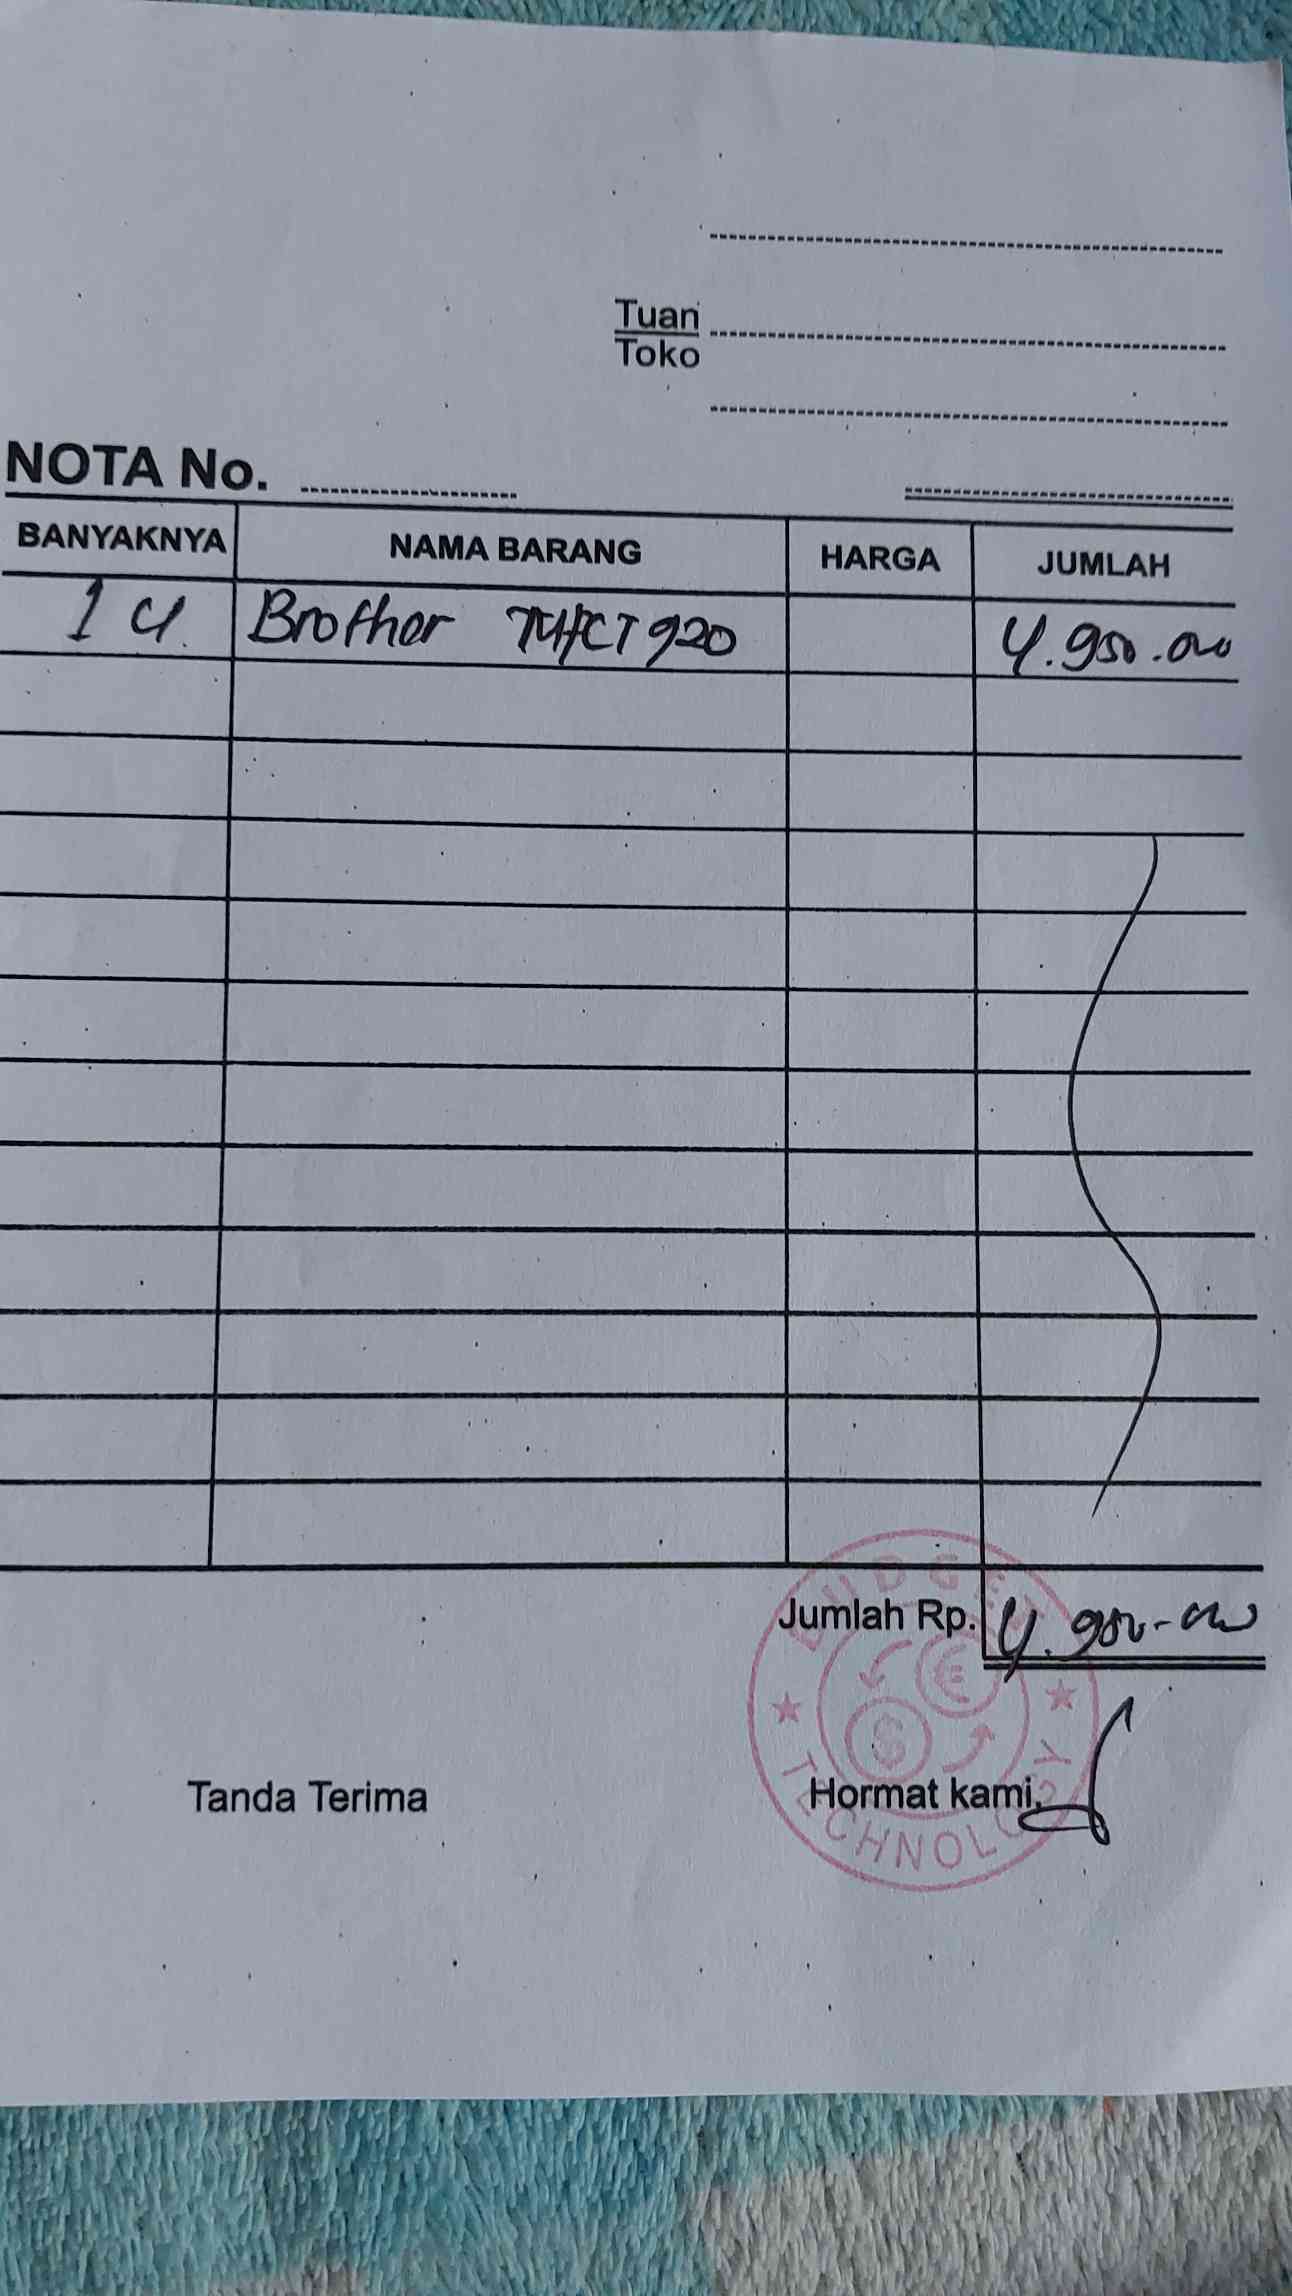 Tuan
Toko
NOTA No.
BANYAKNYA NAMA BARANG HARGA JUMLAH
1 u. Brother MFCT920 4.950.000
Jumlah Rp. 4.950.000
BUDGET
TECHNOLOGY
Tanda Terima Hormat kami,